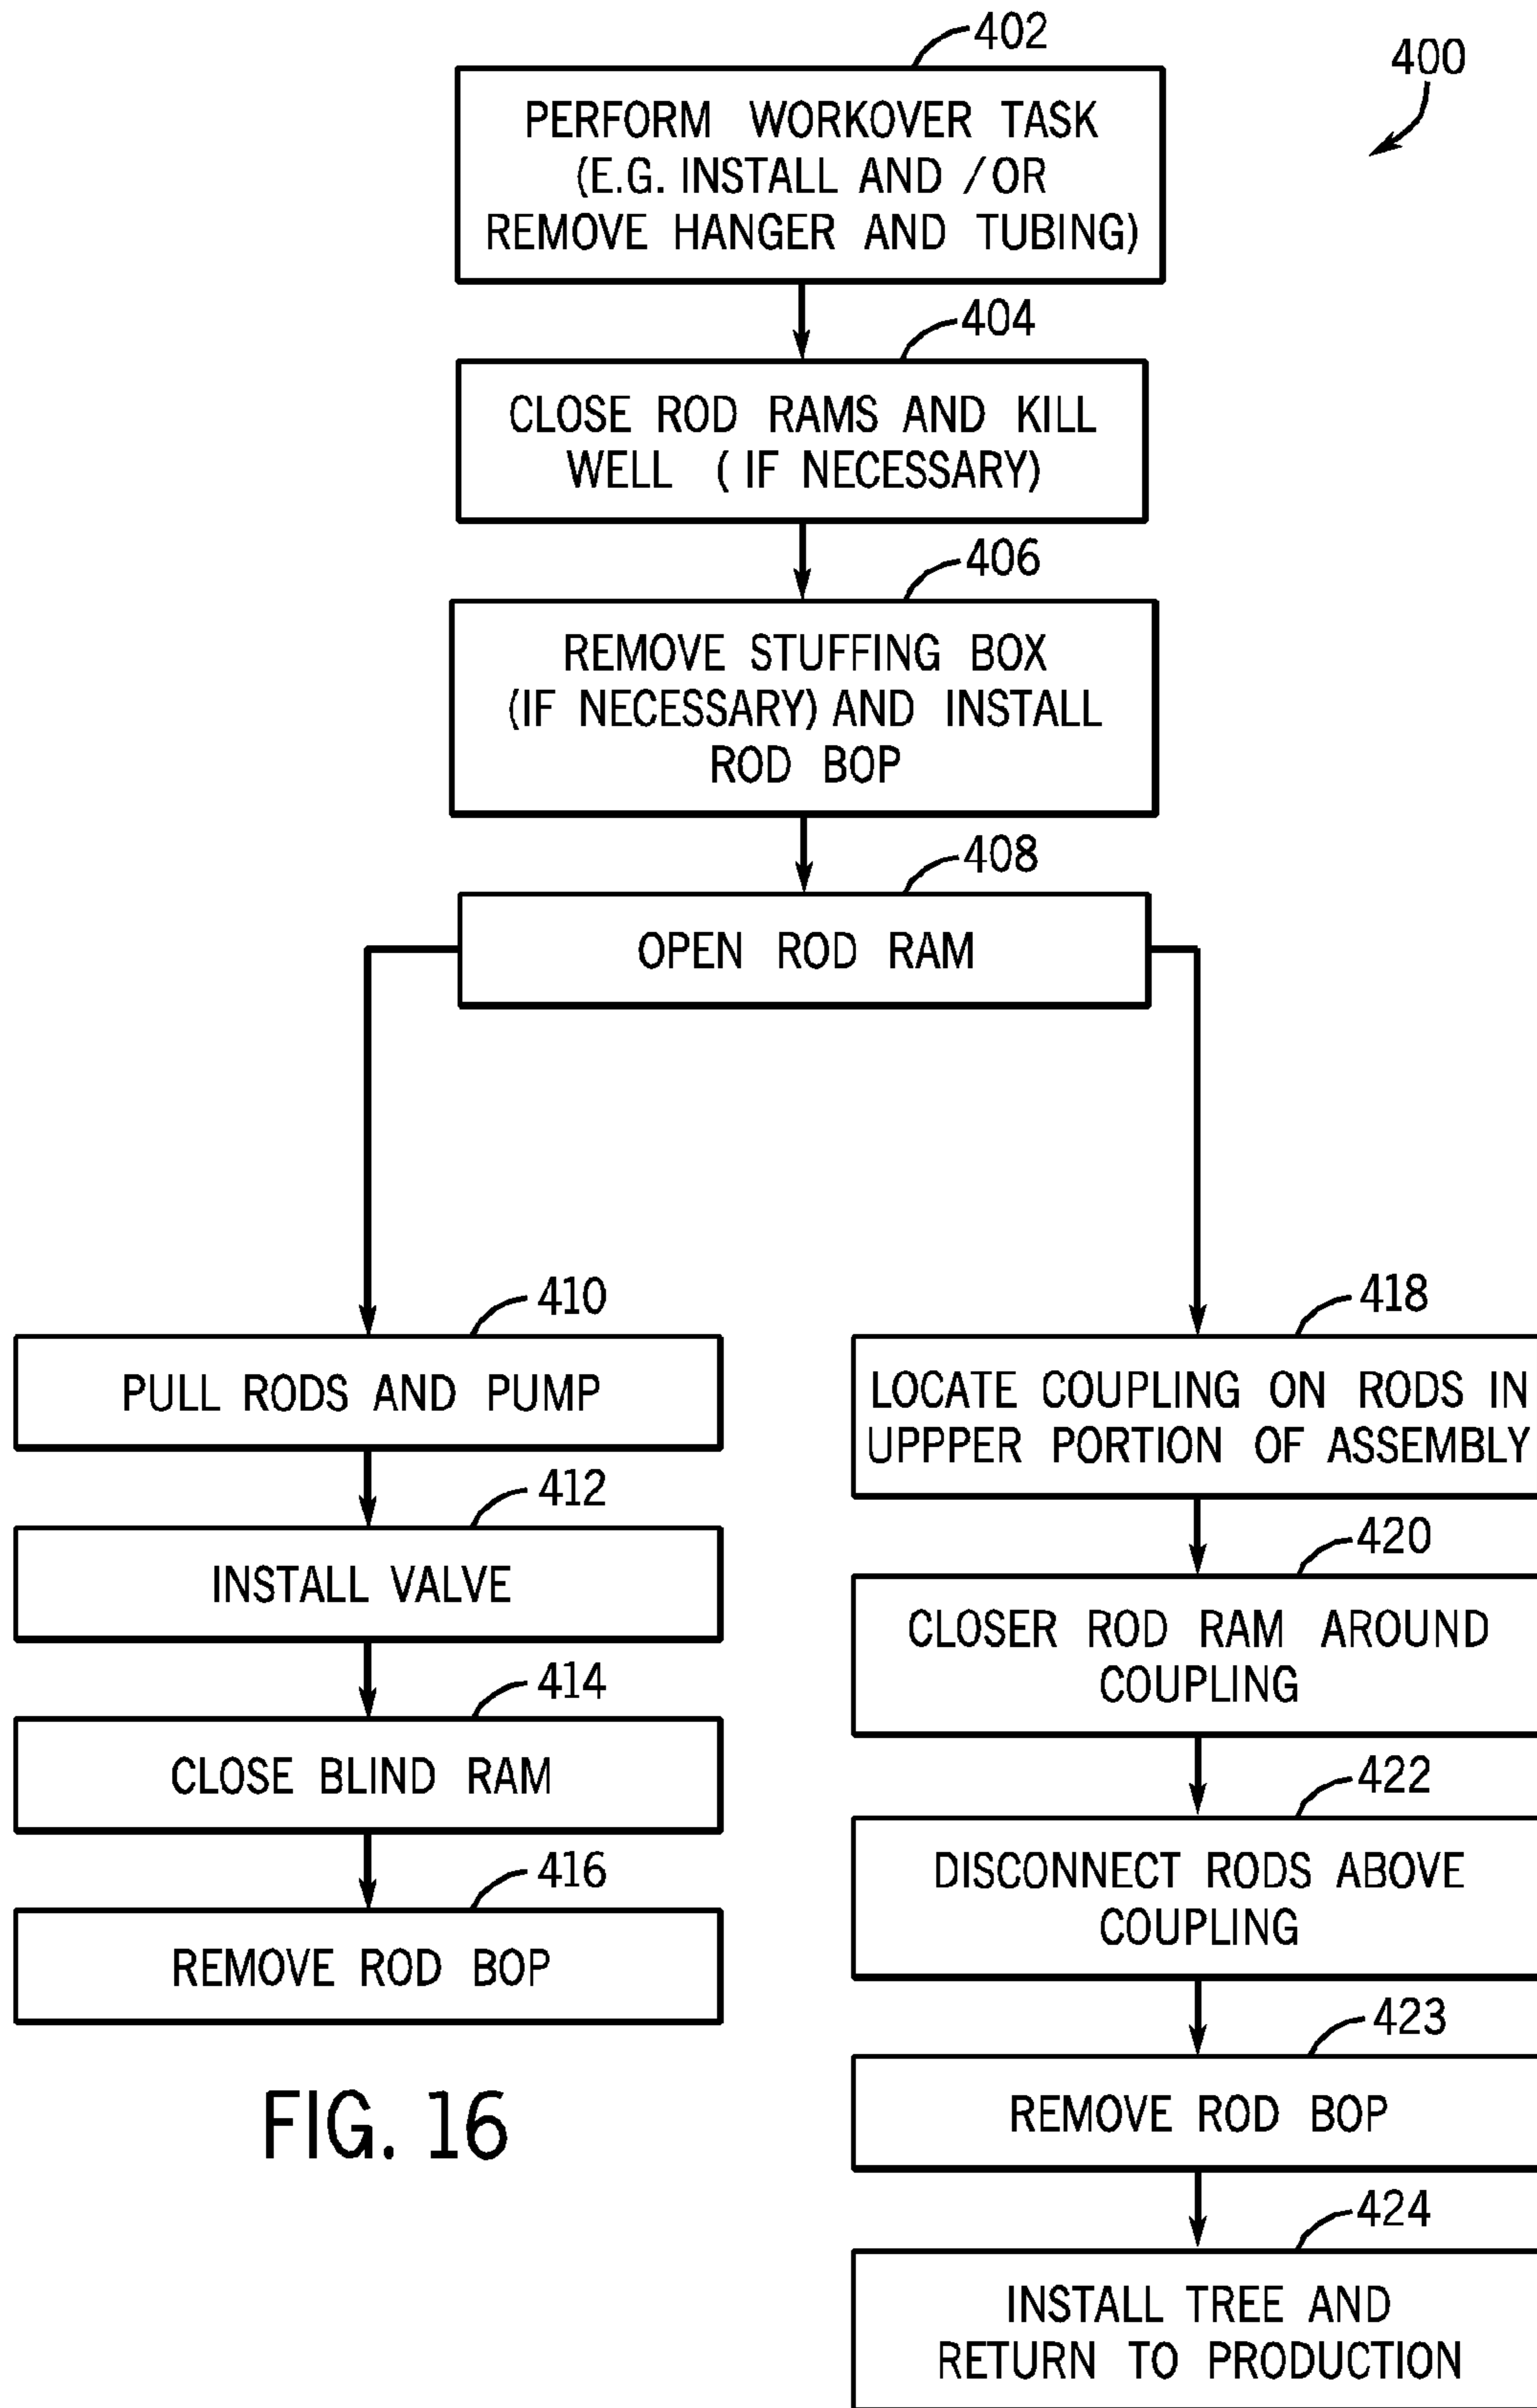 402
400
PERFORM WORKOVER TASK
(E.G. INSTALL AND /OR
REMOVE HANGER AND TUBING)
404
CLOSE ROD RAMS AND KILL
WELL ( IF NECESSARY)
406
REMOVE STUFFING BOX
(IF NECESSARY) AND INSTALL
ROD BOP
408
OPEN ROD RAM
410
PULL RODS AND PUMP
412
INSTALL VALVE
414
CLOSE BLIND RAM
416
REMOVE ROD BOP
418
LOCATE COUPLING ON RODS IN
UPPPER PORTION OF ASSEMBLY
420
CLOSER ROD RAM AROUND
COUPLING
422
DISCONNECT RODS ABOVE
COUPLING
423
REMOVE ROD BOP
424
INSTALL TREE AND
RETURN TO PRODUCTION
FIG. 16